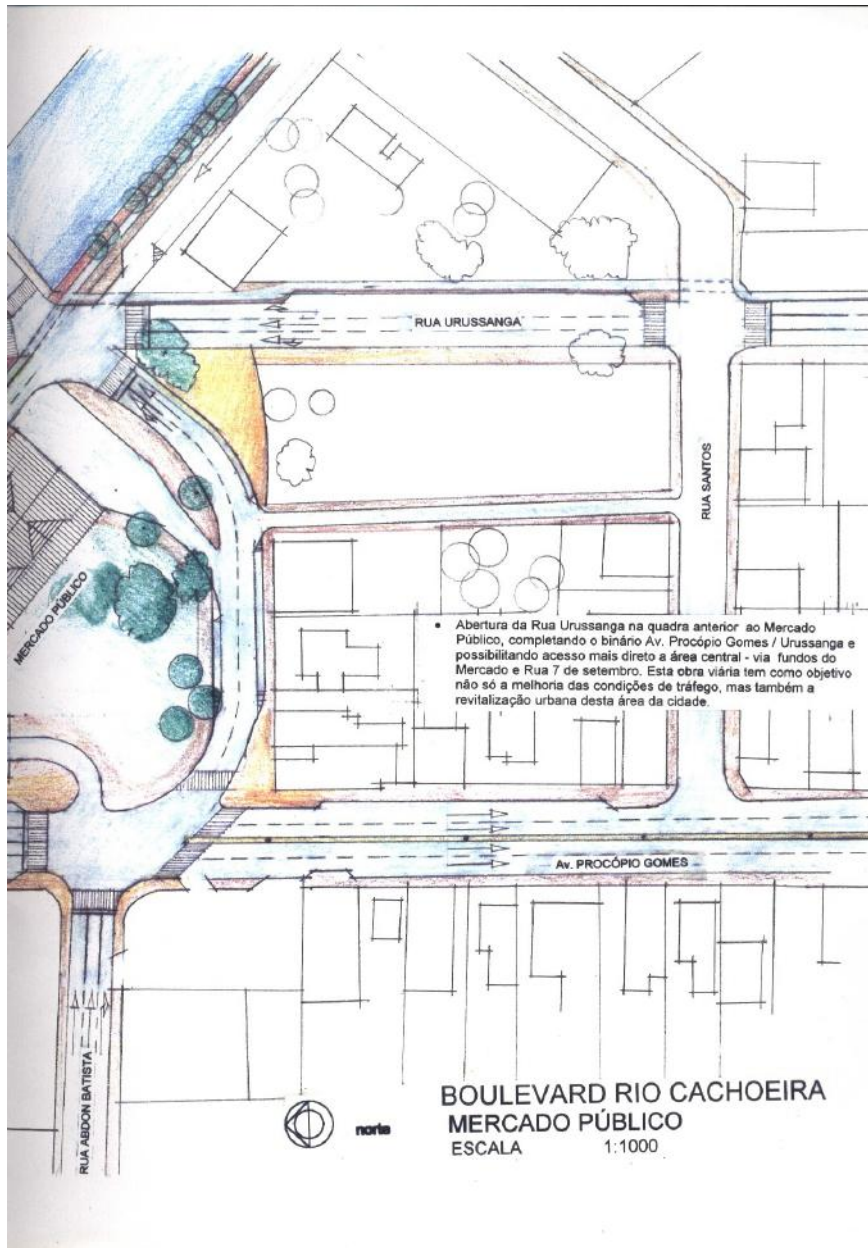 RUA URUSSANGA
RUA SANTOS
MERCADO PÚBLICO
• Abertura da Rua Urussanga na quadra anterior ao Mercado
Público, completando o binário Av. Procópio Gomes / Urussanga e
possibilitando acesso mais direto a área central - via fundos do
Mercado e Rua 7 de setembro. Esta obra viária tem como objetivo
não só a melhoria das condições de tráfego, mas também a
revitalização urbana desta área da cidade.
Av. PROCÓPIO GOMES
RUA ABDON BATISTA
norte
BOULEVARD RIO CACHOEIRA
MERCADO PÚBLICO
ESCALA 1:1000